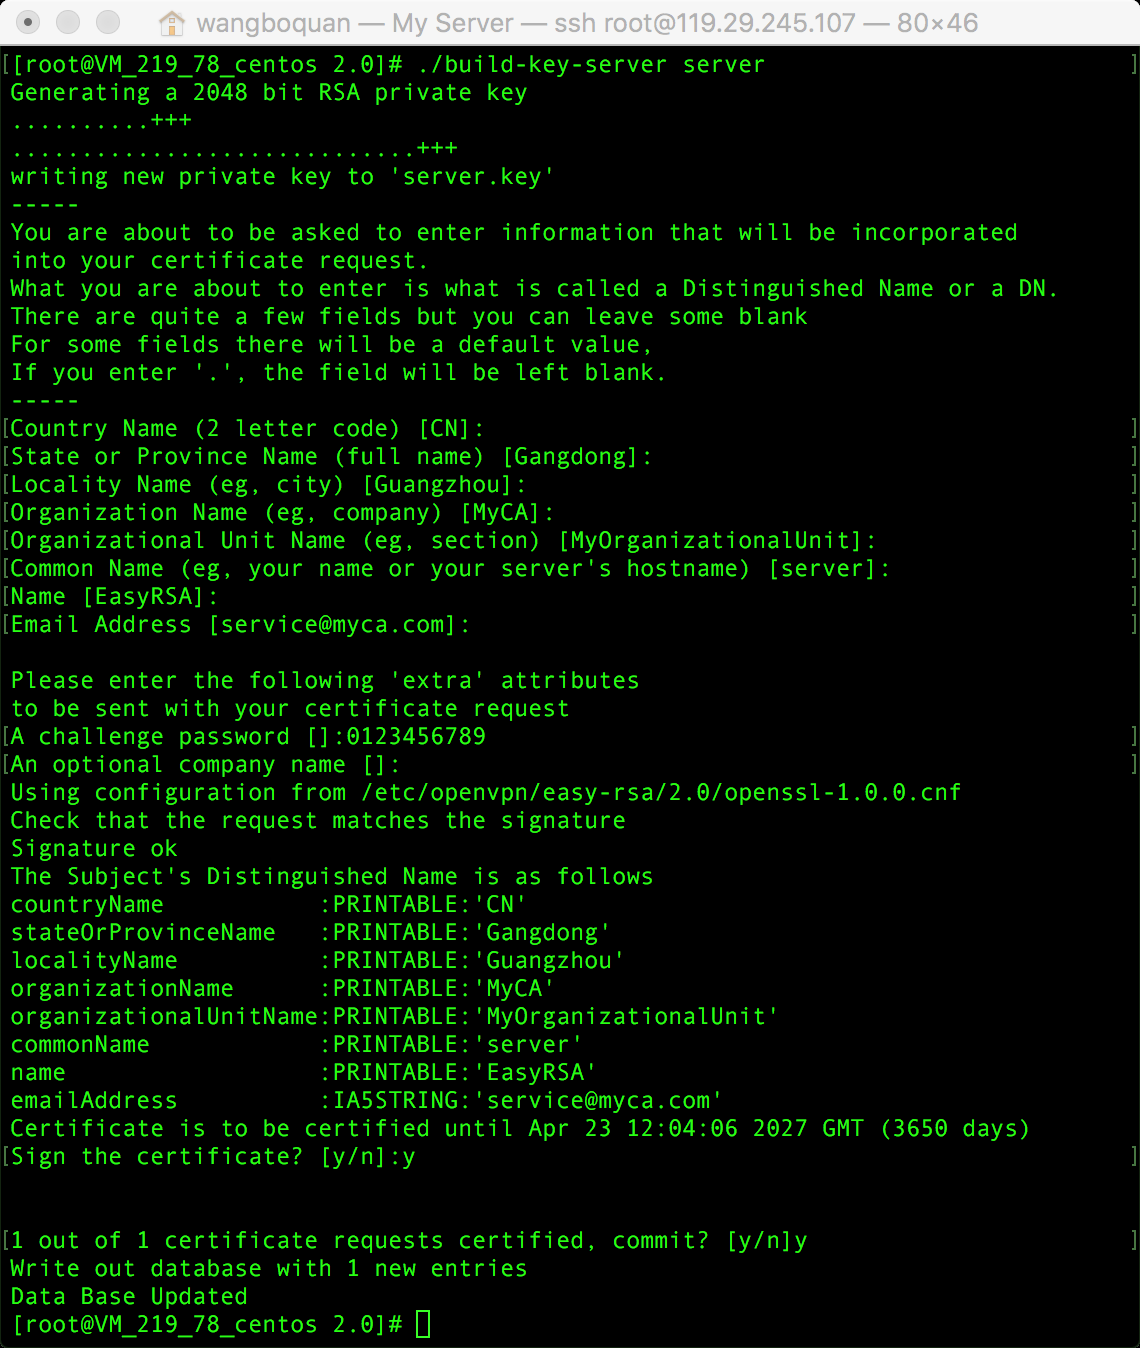 wangboquan — My Server — ssh root@119.29.245.107 — 80×46
[[root@VM_219_78_centos 2.0]# ./build-key-server server ]
Generating a 2048 bit RSA private key
..........+++
.............................+++
writing new private key to 'server.key'
-----
You are about to be asked to enter information that will be incorporated
into your certificate request.
What you are about to enter is what is called a Distinguished Name or a DN.
There are quite a few fields but you can leave some blank
For some fields there will be a default value,
If you enter '.', the field will be left blank.
-----
[Country Name (2 letter code) [CN]: ]
[State or Province Name (full name) [Gangdong]: ]
[Locality Name (eg, city) [Guangzhou]: ]
[Organization Name (eg, company) [MyCA]: ]
[Organizational Unit Name (eg, section) [MyOrganizationalUnit]: ]
[Common Name (eg, your name or your server's hostname) [server]: ]
[Name [EasyRSA]: ]
[Email Address [service@myca.com]: ]
Please enter the following 'extra' attributes
to be sent with your certificate request
[A challenge password []:0123456789 ]
[An optional company name []: ]
Using configuration from /etc/openvpn/easy-rsa/2.0/openssl-1.0.0.cnf
Check that the request matches the signature
Signature ok
The Subject's Distinguished Name is as follows
countryName           :PRINTABLE:'CN'
stateOrProvinceName   :PRINTABLE:'Gangdong'
localityName          :PRINTABLE:'Guangzhou'
organizationName      :PRINTABLE:'MyCA'
organizationalUnitName:PRINTABLE:'MyOrganizationalUnit'
commonName            :PRINTABLE:'server'
name                  :PRINTABLE:'EasyRSA'
emailAddress          :IA5STRING:'service@myca.com'
Certificate is to be certified until Apr 23 12:04:06 2027 GMT (3650 days)
[Sign the certificate? [y/n]:y ]
[1 out of 1 certificate requests certified, commit? [y/n]y ]
Write out database with 1 new entries
Data Base Updated
[root@VM_219_78_centos 2.0]#